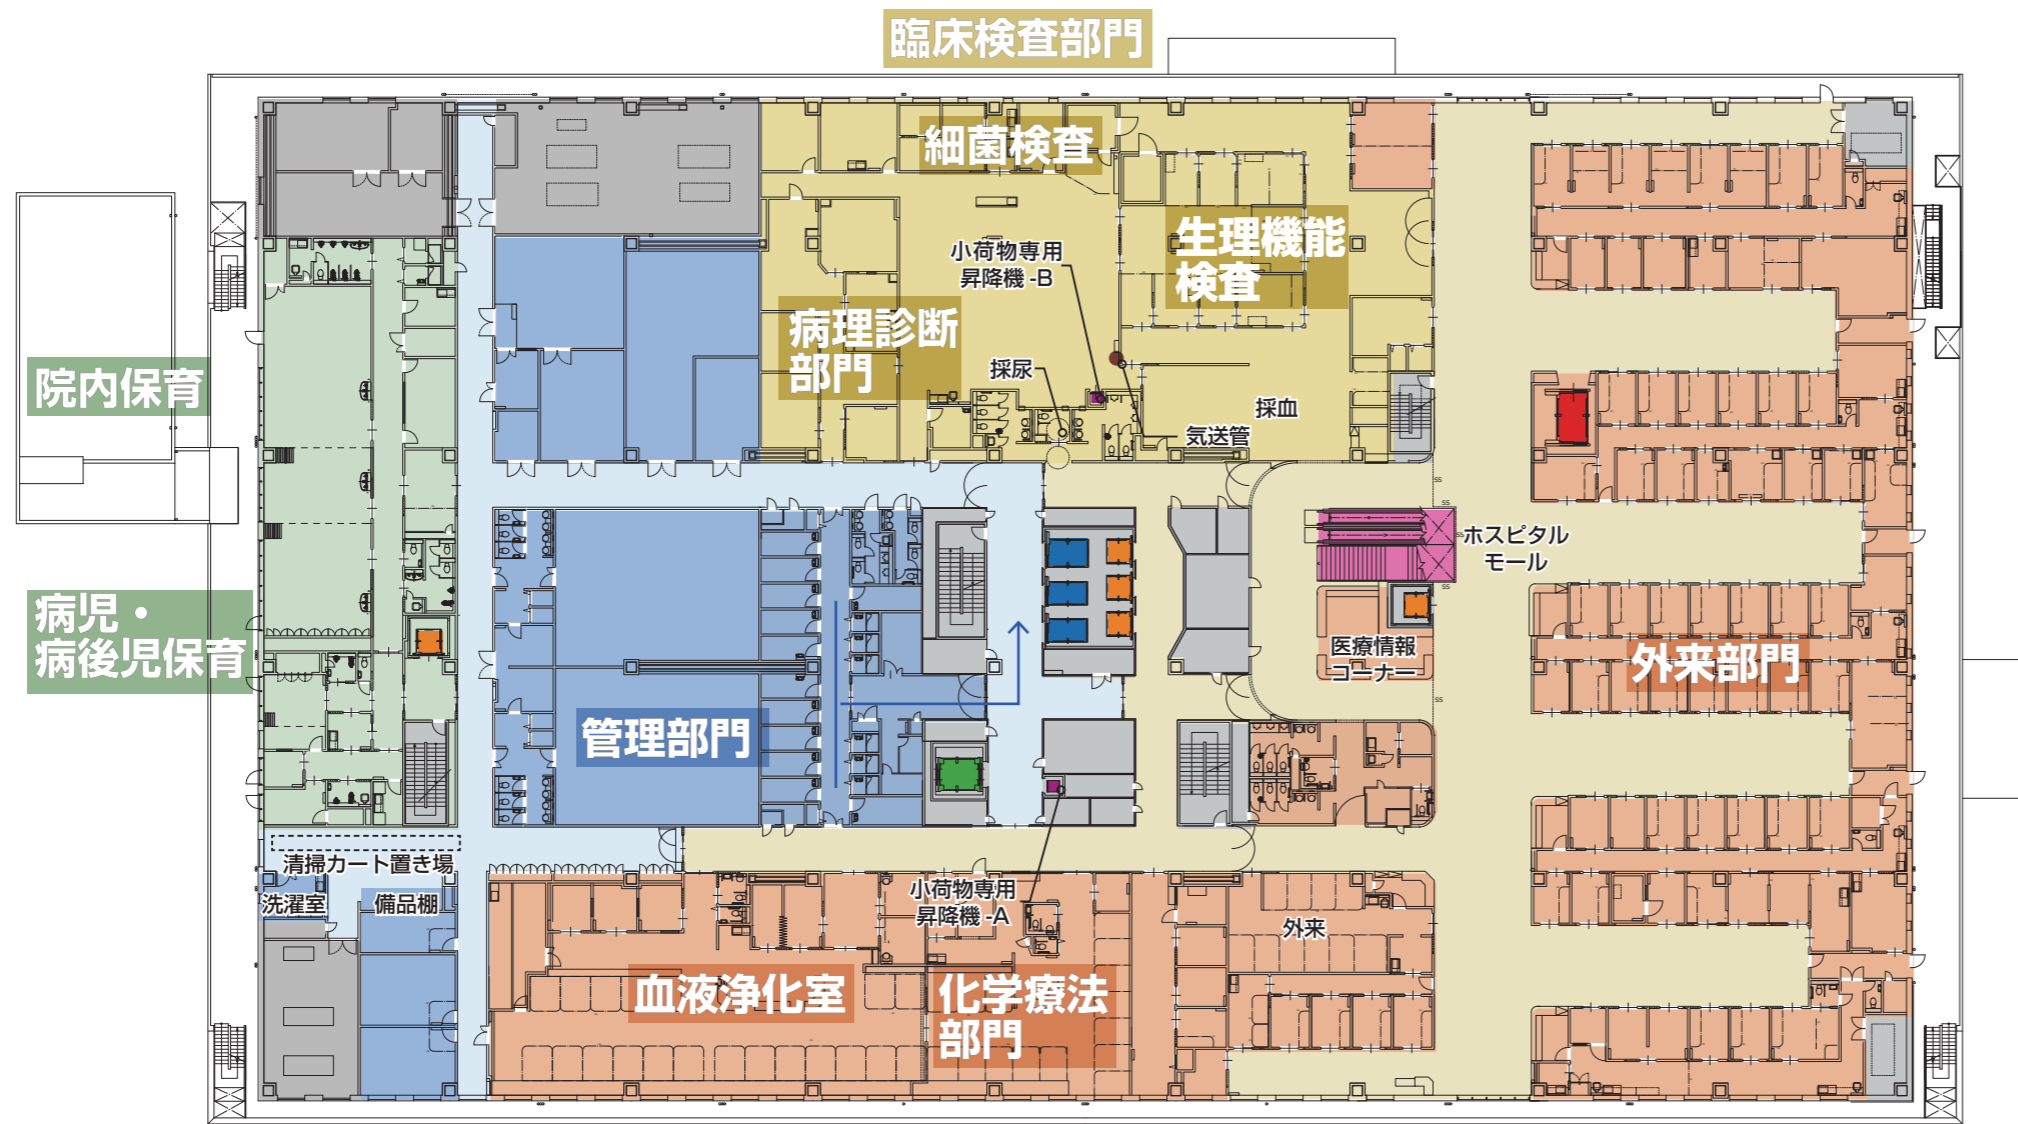 臨床検査部門
細菌検査
生理機能
検査
小荷物専用
昇降機 -B
病理診断
部門
採尿
採血
気送管
院内保育
ホスピタル
モール
病児・
病後児保育
医療情報
コーナー
外来部門
管理部門
清掃カート置き場
洗濯室
備品棚
小荷物専用
昇降機 -A
外来
血液浄化室
化学療法
部門
SS
SS
SS
SS
SS